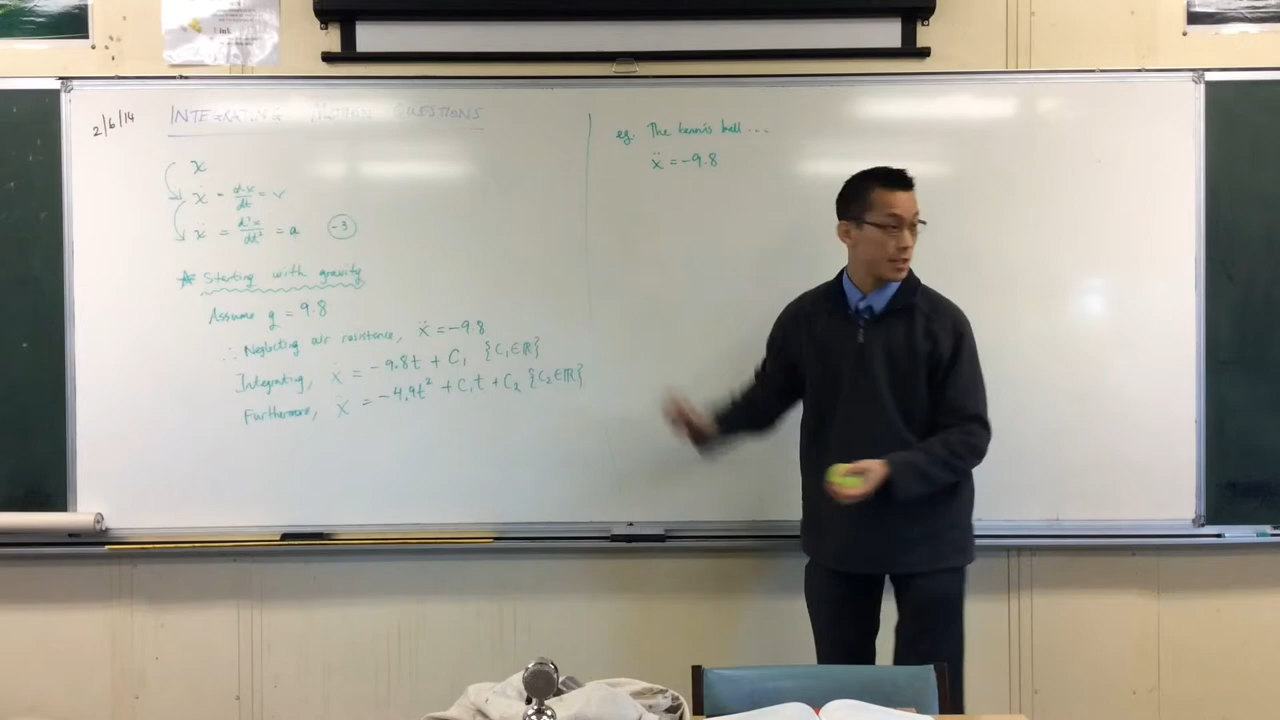 2/6/14
INTEGRATING MOTION QUESTIONS
x
ẋ = dx/dt = v
ẍ = d²x/dt² = a -3
* Starting with gravity
Assume g = 9.8
∴ Neglecting air resistance, ẍ = -9.8
Integrating, ẋ = -9.8t + C₁ {C₁∈ℝ}
Furthermore, x = -4.9t² + C₁t + C₂ {C₂∈ℝ}
eg. The tennis ball ...
ẍ = -9.8